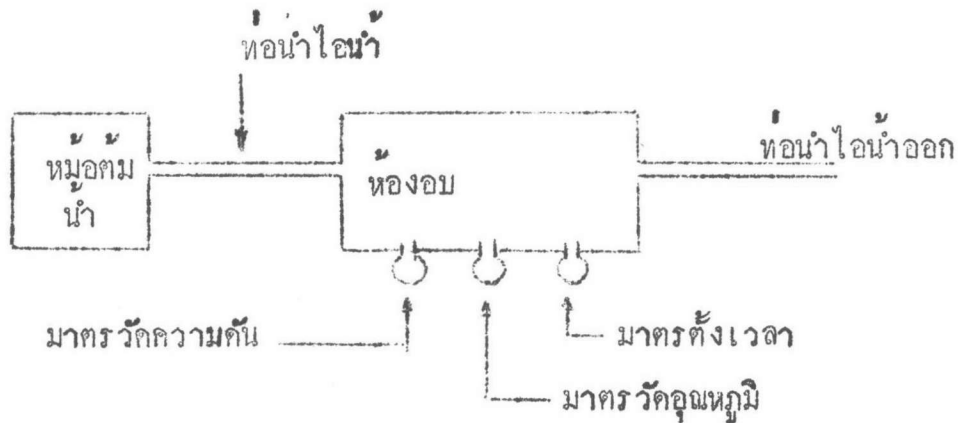 ท่อนำไอน้ำ
หม้อต้ม
น้ำ
ห้องอบ
ท่อนำไอน้ำออก
มาตรวัดความดัน
มาตรตั้งเวลา
มาตรวัดอุณหภูมิ